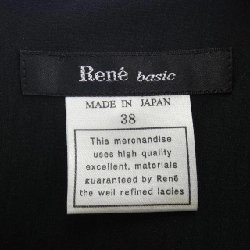 René basic
MADE IN JAPAN
38
This merchandise
uses high quality
excellent, materials
guaranteed by René
the well refined ladies